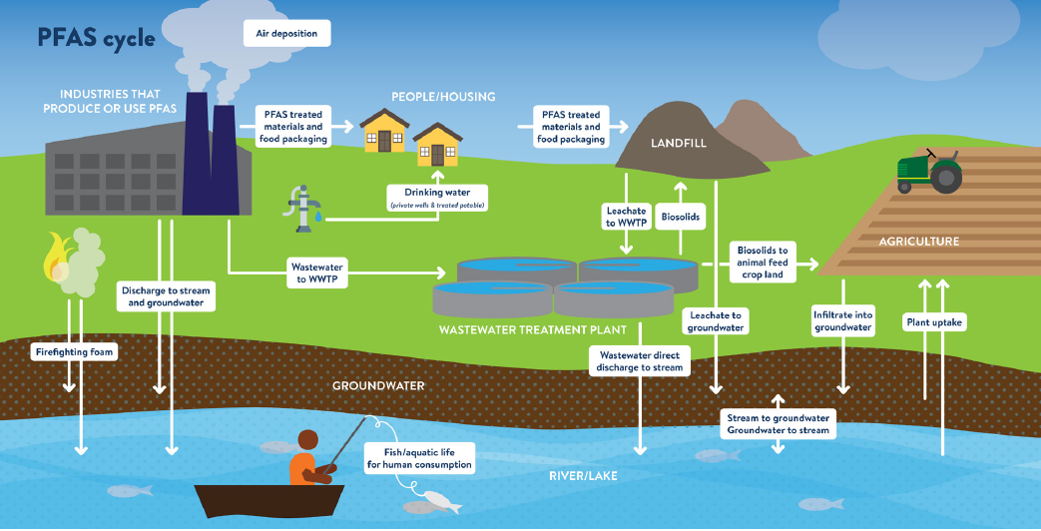 PFAS cycle
Air deposition
INDUSTRIES THAT
PRODUCE OR USE PFAS
PEOPLE/HOUSING
PFAS treated
materials and
food packaging
PFAS treated
materials and
food packaging
LANDFILL
Drinking water
(private wells & treated potable)
Leachate
to WWTP
Biosolids
AGRICULTURE
Biosolids to
animal feed
crop land
Wastewater
to WWTP
Discharge to stream
and groundwater
Leachate to
groundwater
Infiltrate into
groundwater
Plant uptake
WASTEWATER TREATMENT PLANT
Firefighting foam
Wastewater direct
discharge to stream
GROUNDWATER
Stream to groundwater
Groundwater to stream
Fish/aquatic life
for human consumption
RIVER/LAKE